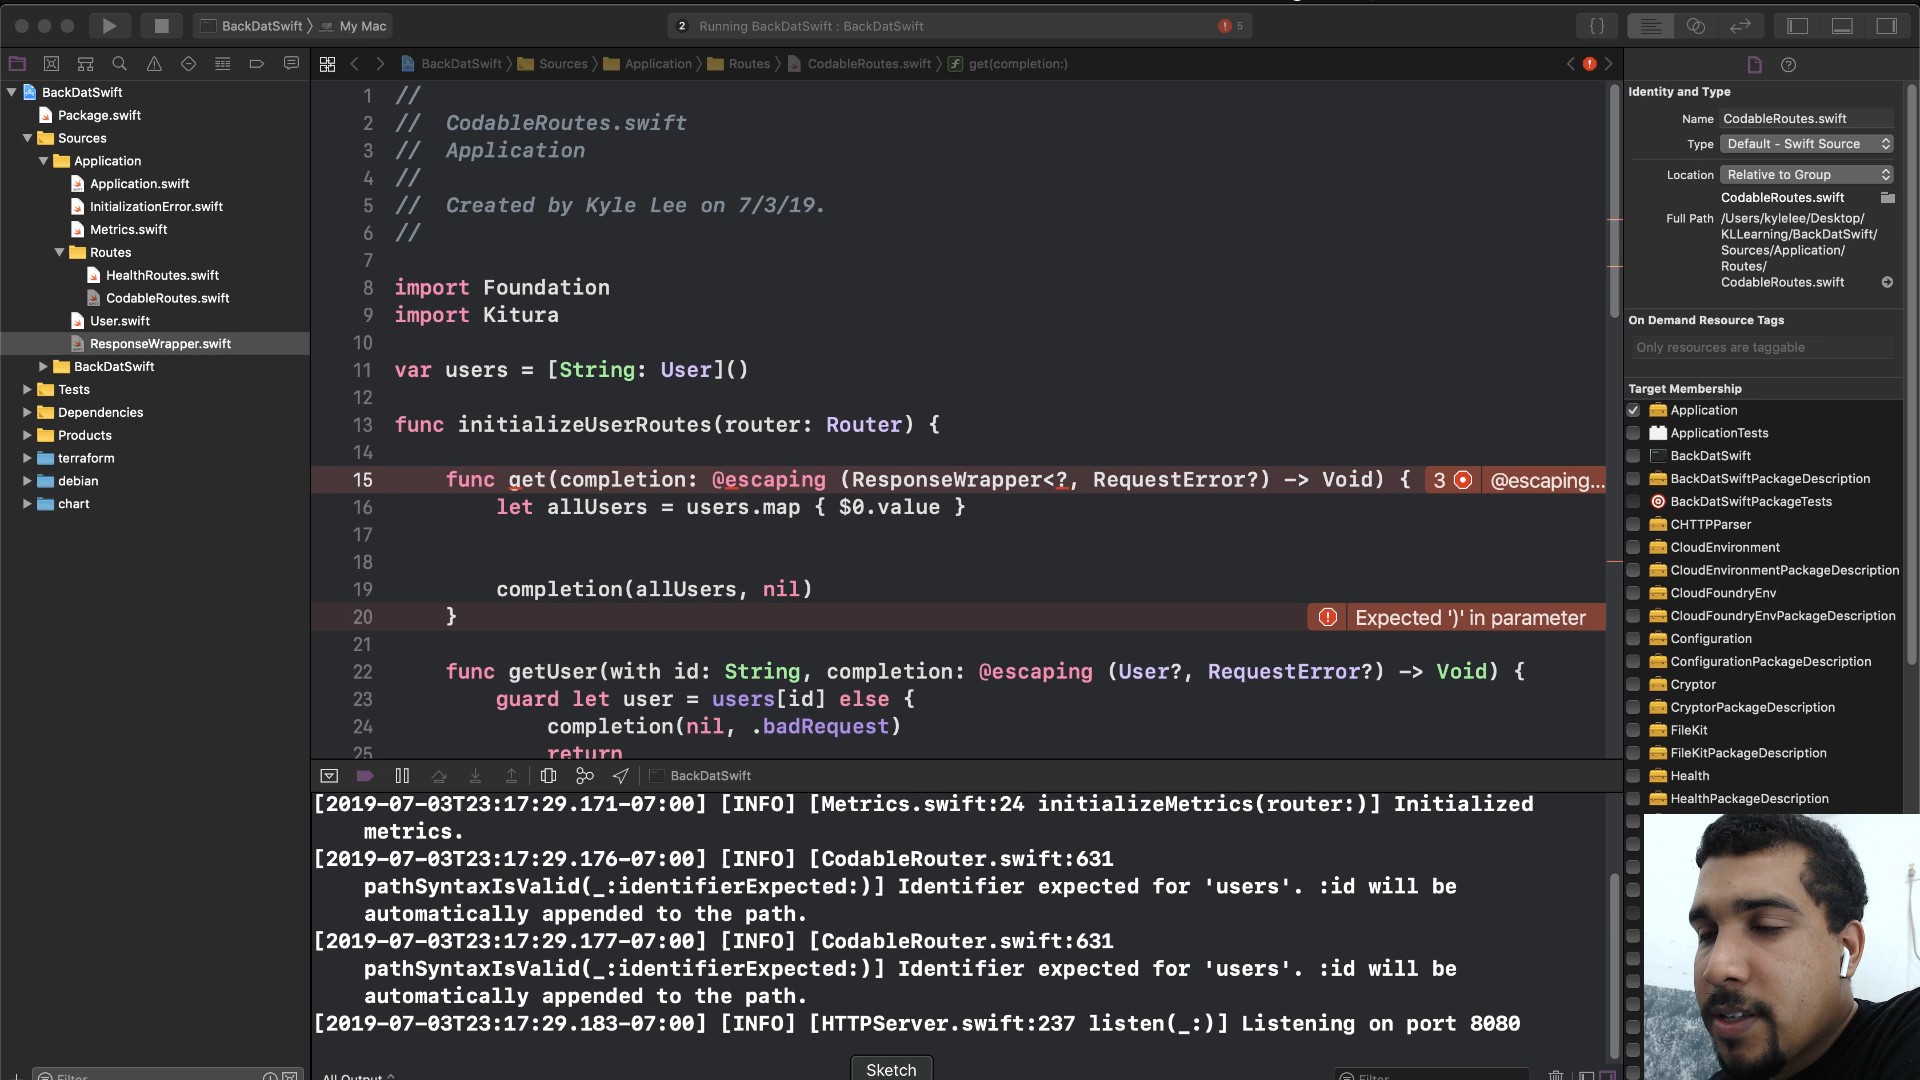 BackDatSwift
My Mac
2
Running BackDatSwift : BackDatSwift
5
{}
BackDatSwift
Sources
Application
Routes
CodableRoutes.swift
get(completion:)
BackDatSwift
Package.swift
Sources
Application
Application.swift
InitializationError.swift
Metrics.swift
Routes
HealthRoutes.swift
CodableRoutes.swift
User.swift
ResponseWrapper.swift
BackDatSwift
Tests
Dependencies
Products
terraform
debian
chart
Filter
1 //
2 //  CodableRoutes.swift
3 //  Application
4 //
5 //  Created by Kyle Lee on 7/3/19.
6 //
7
8 import Foundation
9 import Kitura
10
11 var users = [String: User]()
12
13 func initializeUserRoutes(router: Router) {
14
15 func get(completion: @escaping (ResponseWrapper<?, RequestError?) -> Void) { 3 @escaping...
16 let allUsers = users.map { $0.value }
17
18
19 completion(allUsers, nil)
20 } Expected ')' in parameter
21
22 func getUser(with id: String, completion: @escaping (User?, RequestError?) -> Void) {
23 guard let user = users[id] else {
24 completion(nil, .badRequest)
25 return
BackDatSwift
[2019-07-03T23:17:29.171-07:00] [INFO] [Metrics.swift:24 initializeMetrics(router:)] Initialized
metrics.
[2019-07-03T23:17:29.176-07:00] [INFO] [CodableRouter.swift:631
pathSyntaxIsValid(_:identifierExpected:)] Identifier expected for 'users'. :id will be
automatically appended to the path.
[2019-07-03T23:17:29.177-07:00] [INFO] [CodableRouter.swift:631
pathSyntaxIsValid(_:identifierExpected:)] Identifier expected for 'users'. :id will be
automatically appended to the path.
[2019-07-03T23:17:29.183-07:00] [INFO] [HTTPServer.swift:237 listen(_:)] Listening on port 8080
All Output
Sketch
Filter
Identity and Type
Name CodableRoutes.swift
Type Default - Swift Source
Location Relative to Group
CodableRoutes.swift
Full Path /Users/kylelee/Desktop/
KLLearning/BackDatSwift/
Sources/Application/
Routes/
CodableRoutes.swift
On Demand Resource Tags
Only resources are taggable
Target Membership
Application
ApplicationTests
BackDatSwift
BackDatSwiftPackageDescription
BackDatSwiftPackageTests
CHTTPParser
CloudEnvironment
CloudEnvironmentPackageDescription
CloudFoundryEnv
CloudFoundryEnvPackageDescription
Configuration
ConfigurationPackageDescription
Cryptor
CryptorPackageDescription
FileKit
FileKitPackageDescription
Health
HealthPackageDescription